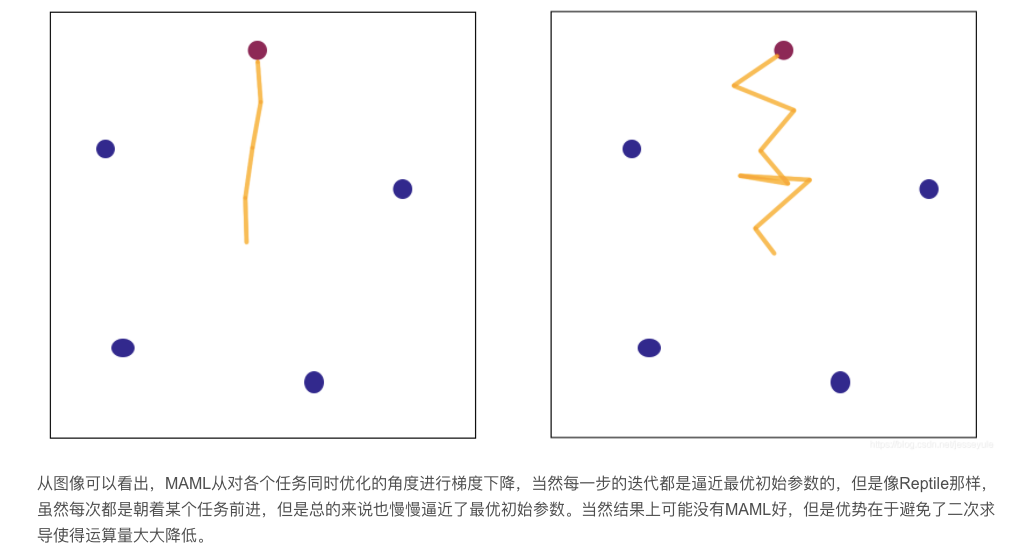 从图像可以看出，MAML从对各个任务同时优化的角度进行梯度下降，当然每一步的迭代都是逼近最优初始参数的，但是像Reptile那样，
虽然每次都是朝着某个任务前进，但是总的来说也慢慢逼近了最优初始参数。当然结果上可能没有MAML好，但是优势在于避免了二次求
导使得运算量大大降低。